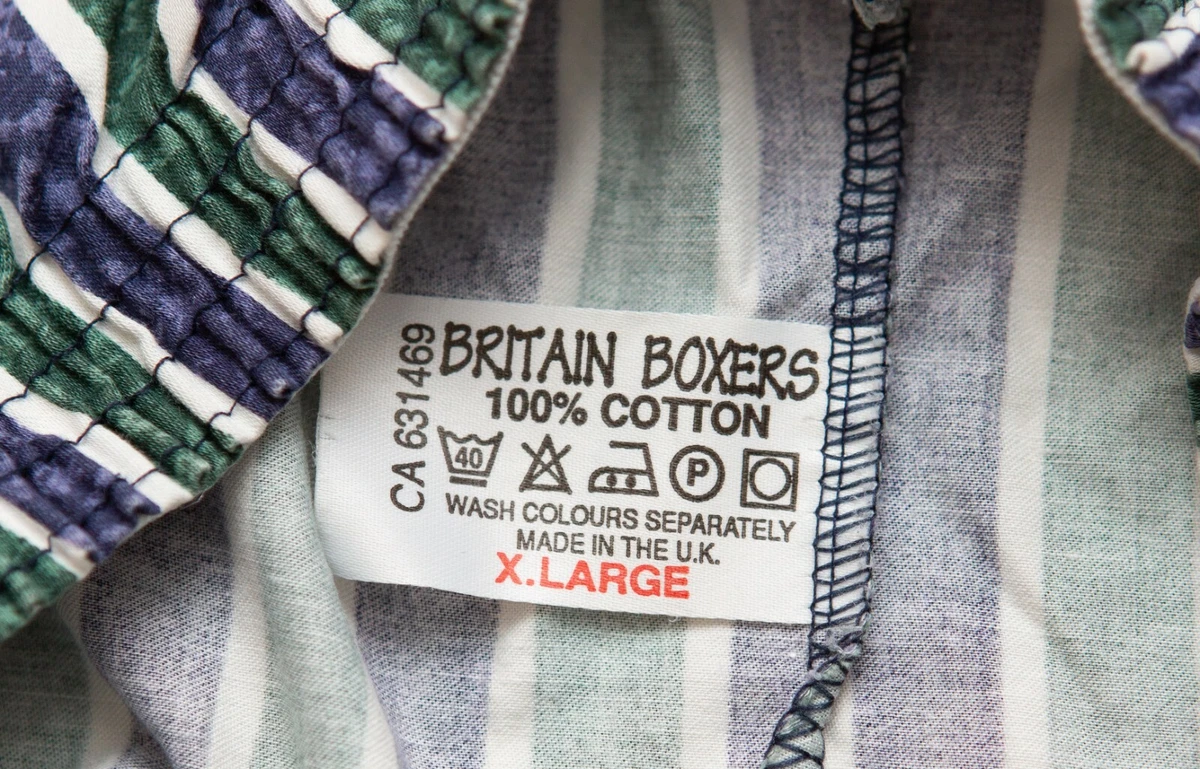 CA 631469
BRITAIN BOXERS
100% COTTON
40 P
WASH COLOURS SEPARATELY
MADE IN THE U.K.
X.LARGE